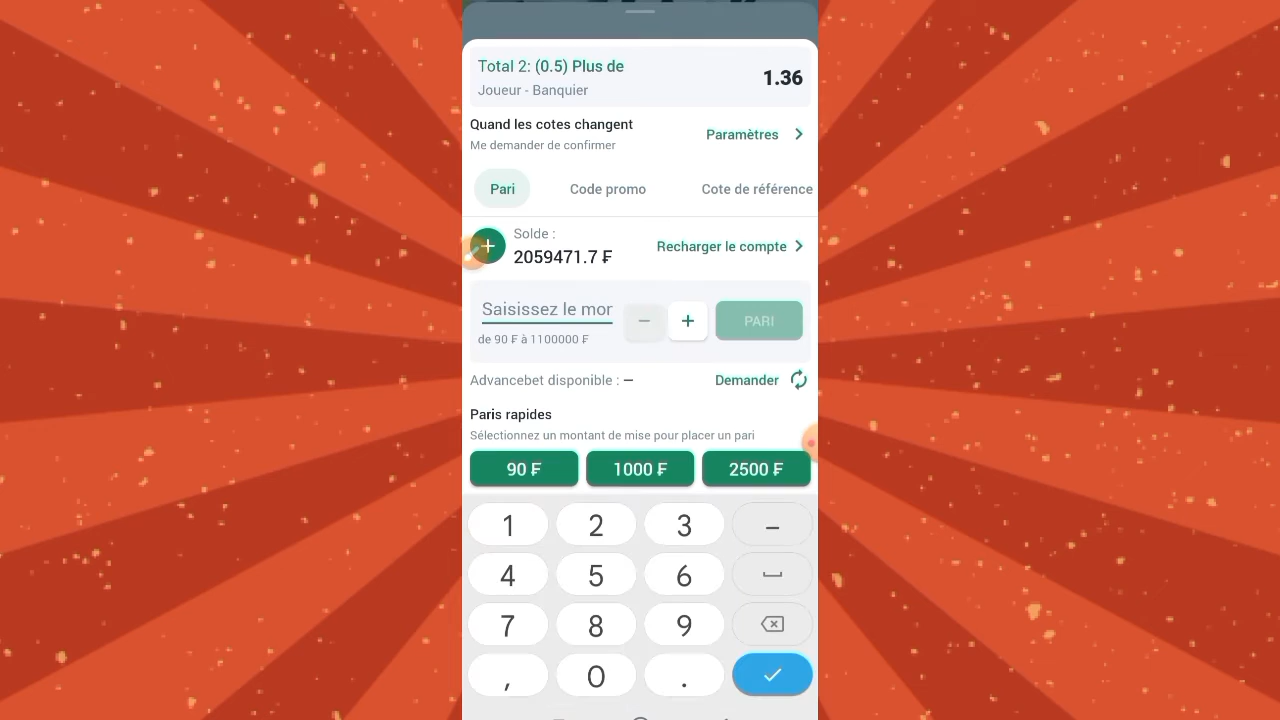 Total 2: (0.5) Plus de
1.36
Joueur - Banquier
Quand les cotes changent
Me demander de confirmer
Paramètres
Pari
Code promo
Cote de référence
Solde :
2059471.7 ₣
Recharger le compte
Saisissez le mor
−
+
PARI
de 90 ₣ à 1100000 ₣
Advancebet disponible : —
Demander
Paris rapides
Sélectionnez un montant de mise pour placer un pari
90 ₣
1000 ₣
2500 ₣
1 2 3 –
4 5 6
7 8 9
, 0 .